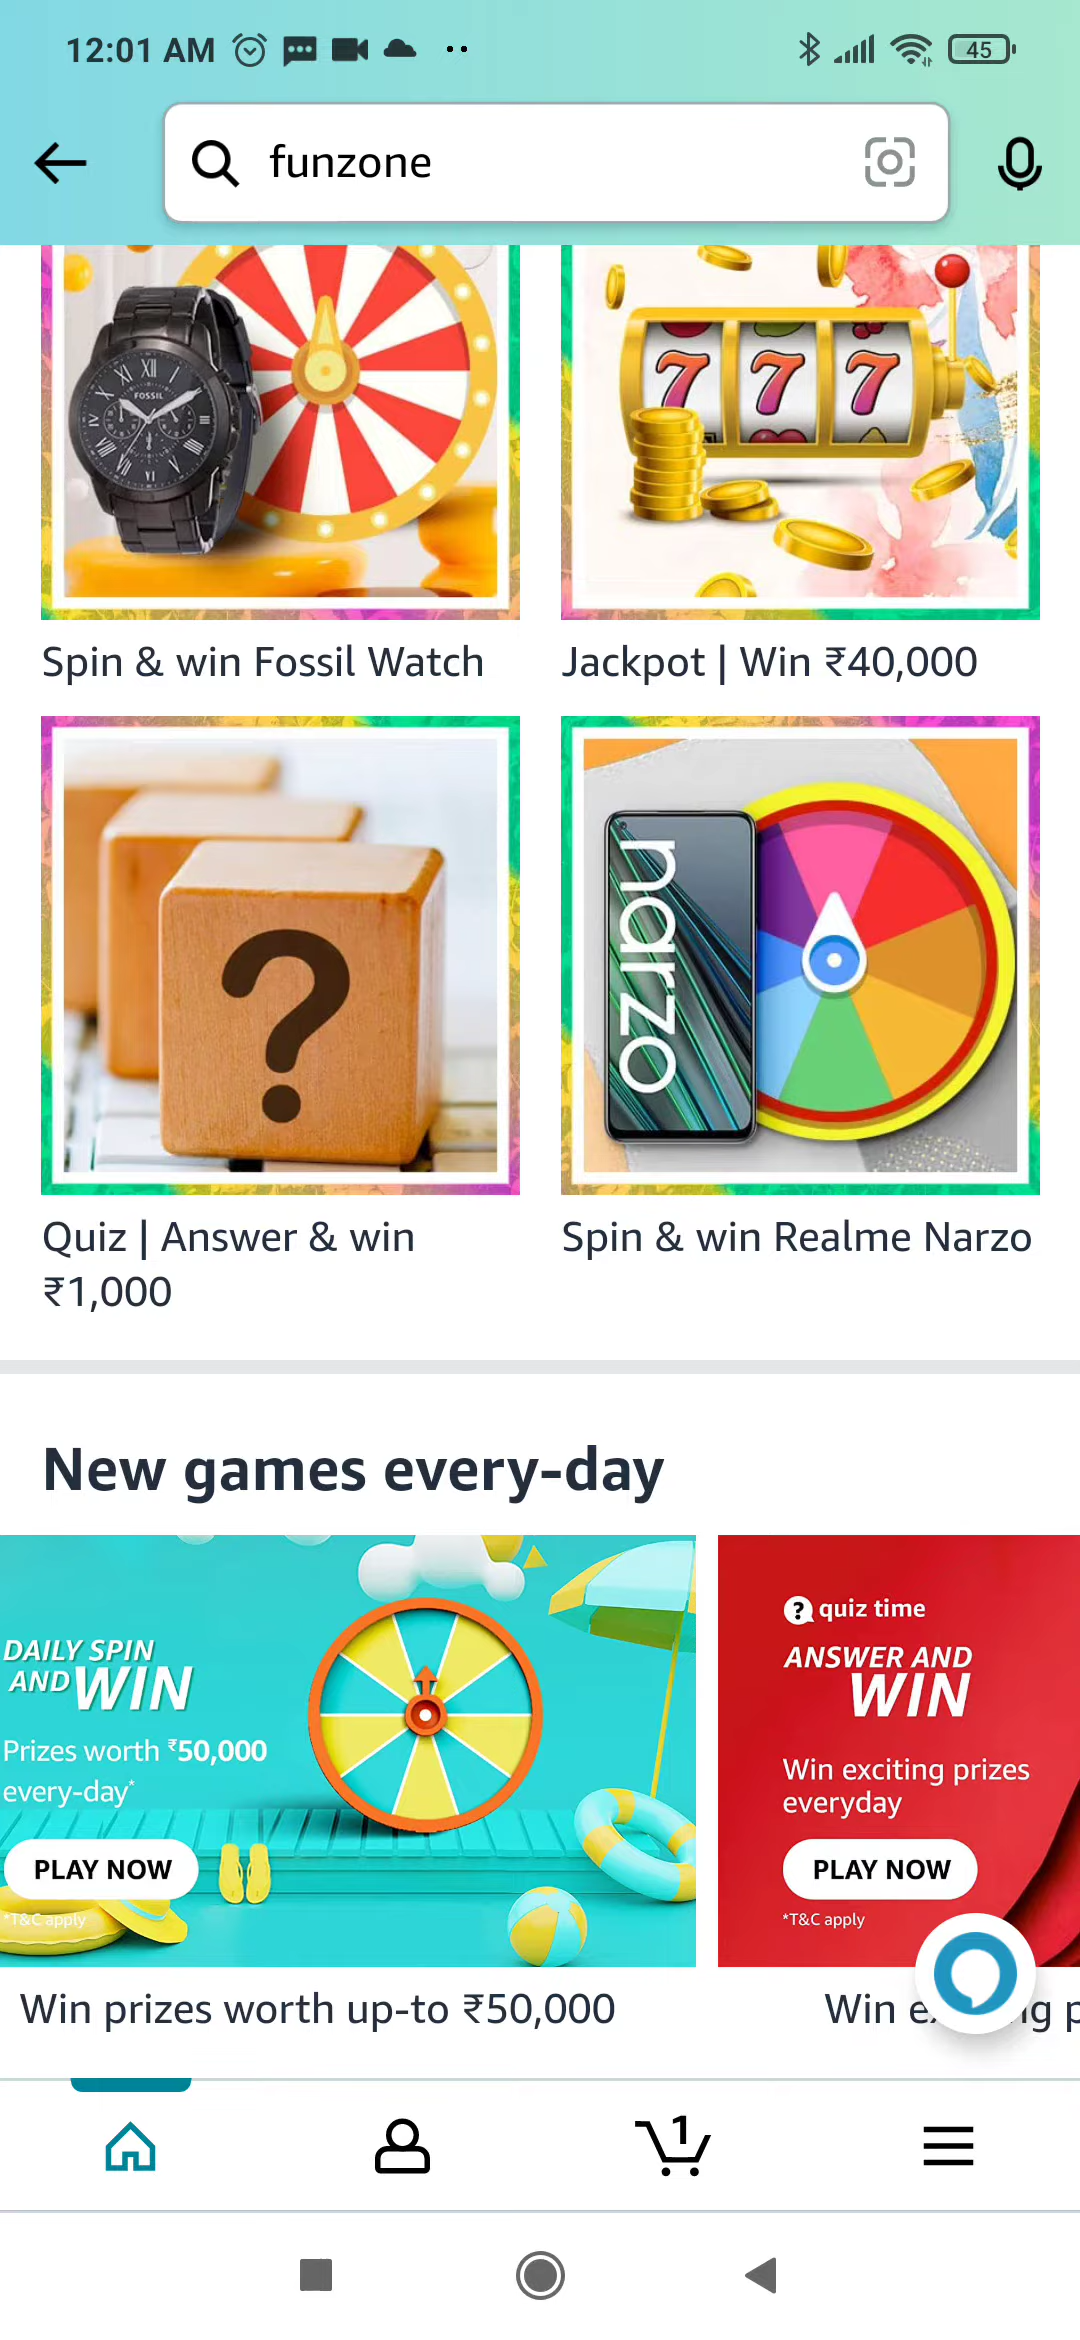 12:01 AM
45
funzone
FOSSIL
7 7 7
Spin & win Fossil Watch
Jackpot | Win ₹40,000
?
narzo
Quiz | Answer & win
₹1,000
Spin & win Realme Narzo
New games every-day
DAILY SPIN
AND WIN
Prizes worth ₹50,000
every-day*
PLAY NOW
*T&C apply
? quiz time
ANSWER AND
WIN
Win exciting prizes
everyday
PLAY NOW
*T&C apply
Win prizes worth up-to ₹50,000
Win
1